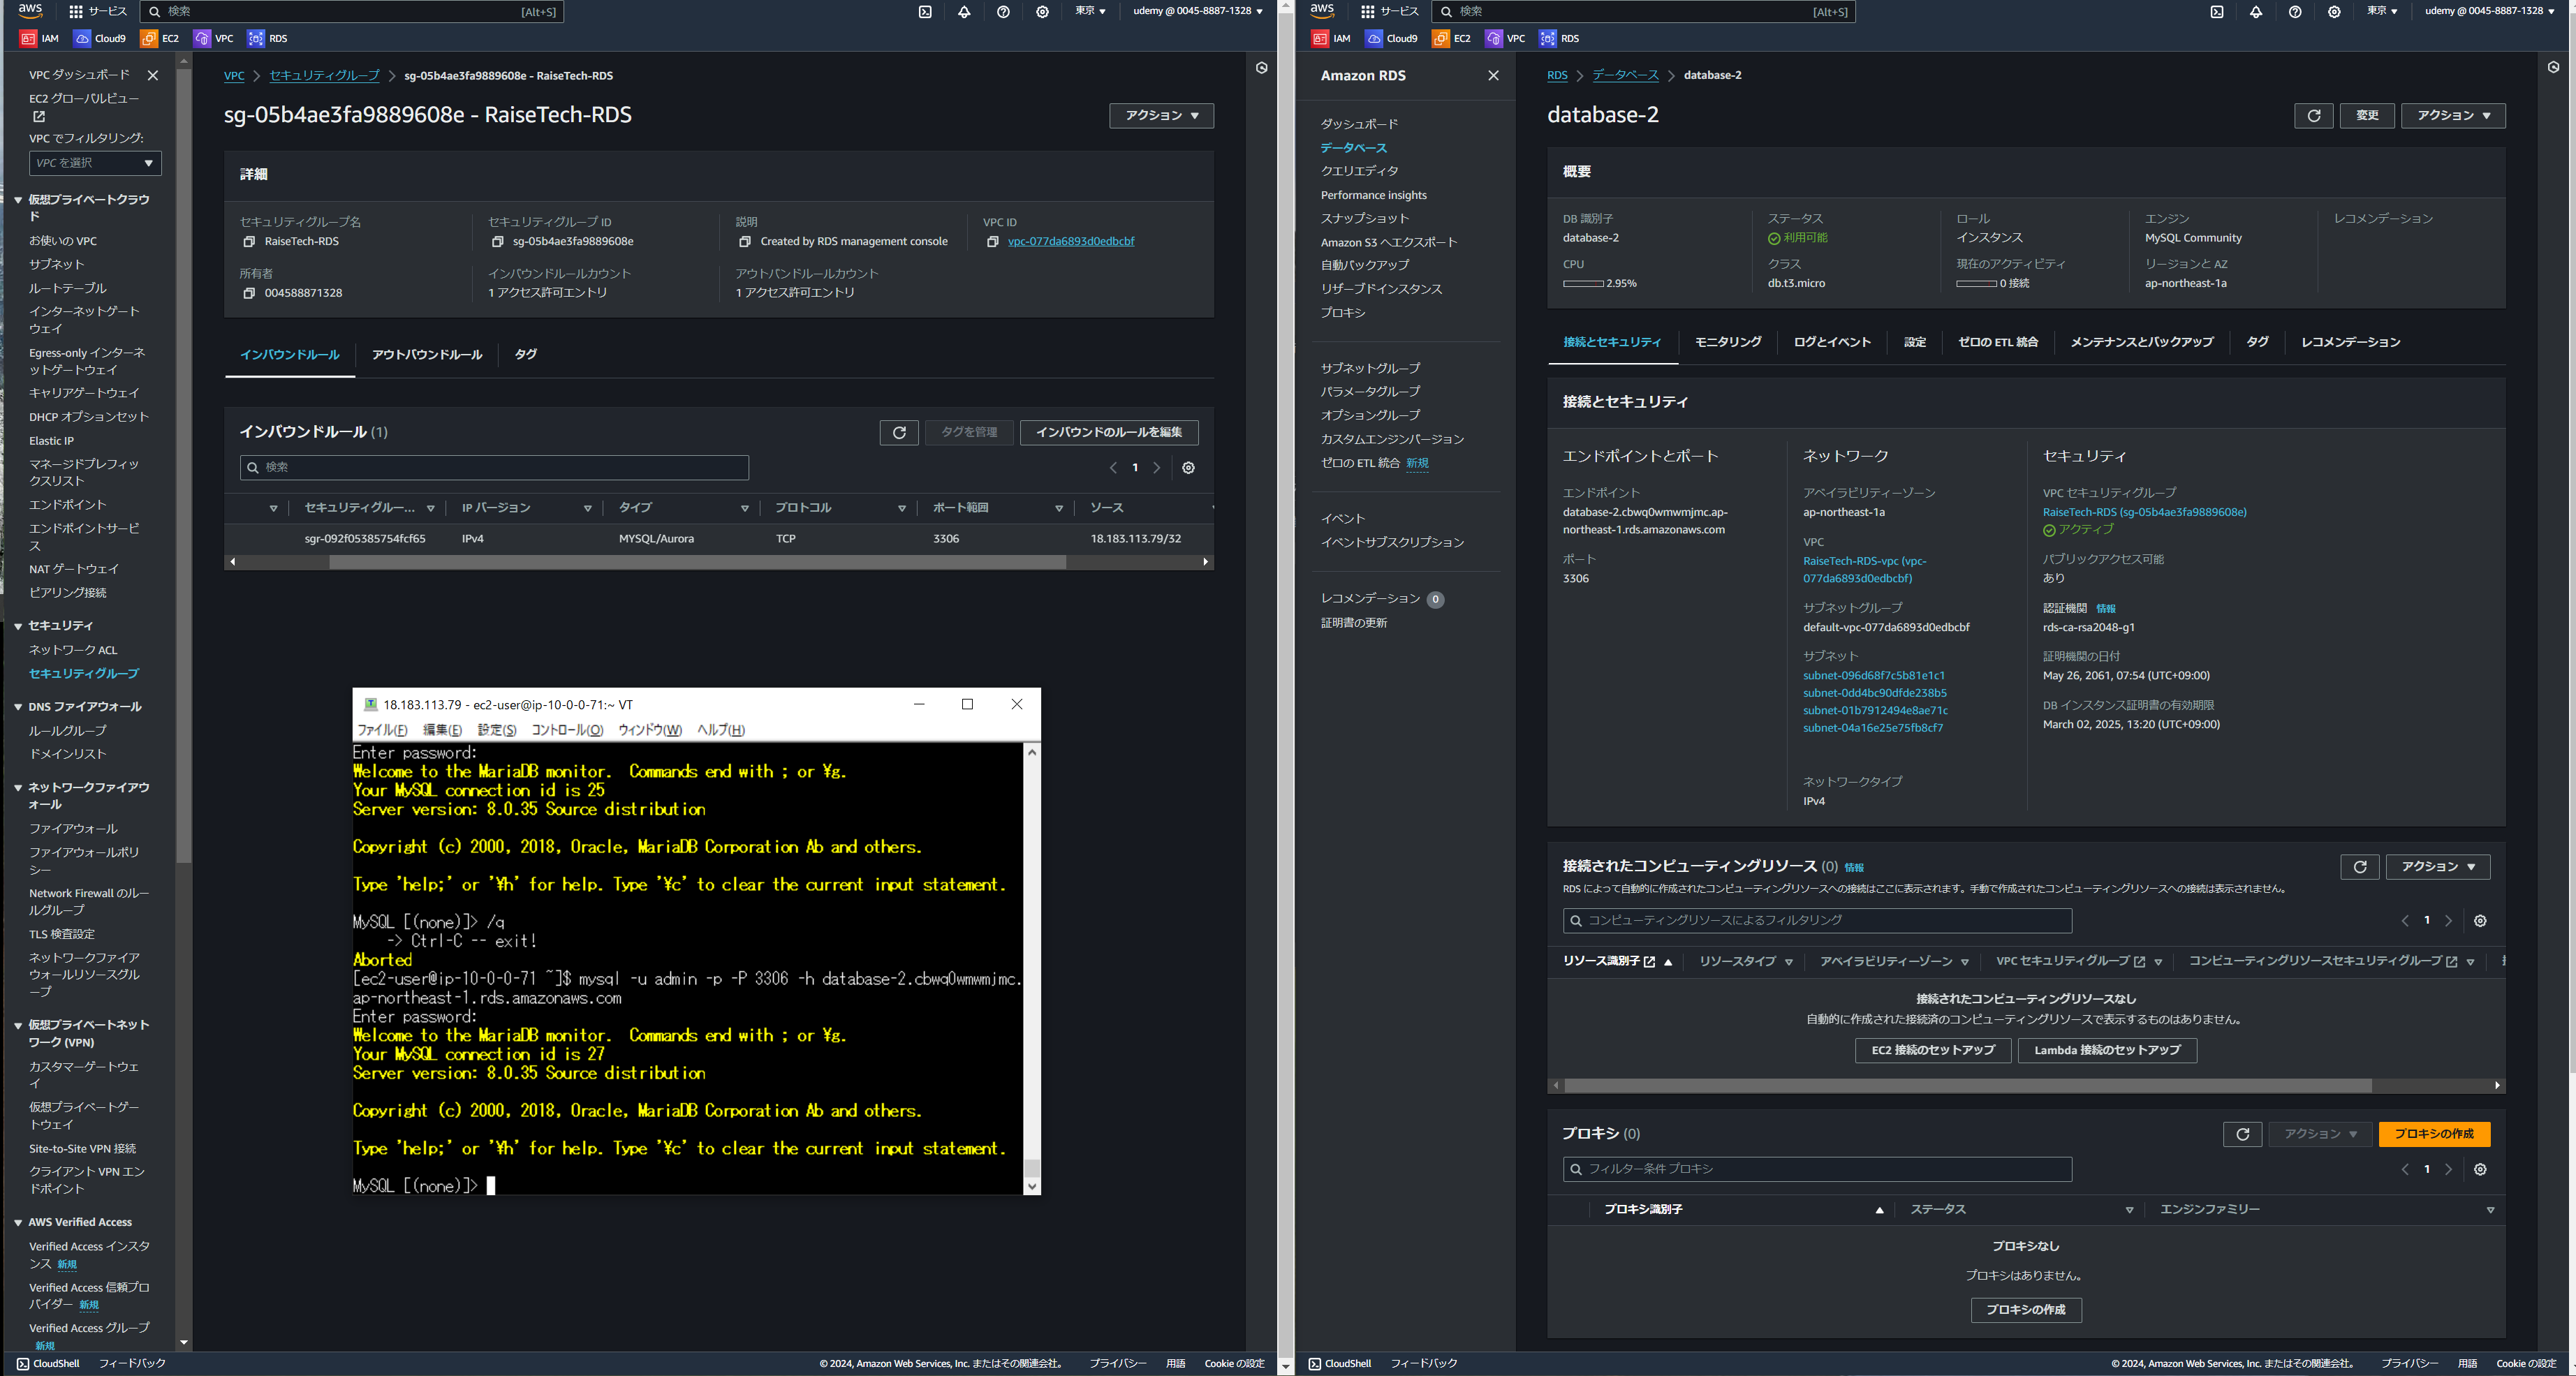 aws
サービス
検索
[Alt+S]
東京
udemy @ 0045-8887-1328
IAM
Cloud9
EC2
VPC
RDS
VPC ダッシュボード
EC2 グローバルビュー
VPC でフィルタリング:
VPC を選択
仮想プライベートクラウ
ド
お使いの VPC
サブネット
ルートテーブル
インターネットゲート
ウェイ
Egress-only インターネ
ットゲートウェイ
キャリアゲートウェイ
DHCP オプションセット
Elastic IP
マネージドプレフィッ
クスリスト
エンドポイント
エンドポイントサービ
ス
NAT ゲートウェイ
ピアリング接続
セキュリティ
ネットワーク ACL
セキュリティグループ
DNS ファイアウォール
ルールグループ
ドメインリスト
ネットワークファイアウ
ォール
ファイアウォール
ファイアウォールポリ
シー
Network Firewall のルー
ルグループ
TLS 検査設定
ネットワークファイア
ウォールリソースグル
ープ
仮想プライベートネット
ワーク (VPN)
カスタマーゲートウェ
イ
仮想プライベートゲー
トウェイ
Site-to-Site VPN 接続
クライアント VPN エン
ドポイント
AWS Verified Access
Verified Access インスタ
ンス 新規
Verified Access 信頼プロ
バイダー 新規
Verified Access グループ
新規
VPC > セキュリティグループ > sg-05b4ae3fa9889608e - RaiseTech-RDS
sg-05b4ae3fa9889608e - RaiseTech-RDS
アクション
詳細
セキュリティグループ名
RaiseTech-RDS
セキュリティグループ ID
sg-05b4ae3fa9889608e
説明
Created by RDS management console
VPC ID
vpc-077da6893d0edbcbf
所有者
004588871328
インバウンドルールカウント
1 アクセス許可エントリ
アウトバンドルールカウント
1 アクセス許可エントリ
インバウンドルール
アウトバウンドルール
タグ
インバウンドルール (1)
タグを管理
インバウンドのルールを編集
検索
1
セキュリティグルー...
IP バージョン
タイプ
プロトコル
ポート範囲
ソース
sgr-092f05385754fcf65
IPv4
MYSQL/Aurora
TCP
3306
18.183.113.79/32
18.183.113.79 - ec2-user@ip-10-0-0-71:~ VT
ファイル(F) 編集(E) 設定(S) コントロール(O) ウィンドウ(W) ヘルプ(H)
Enter password:
Welcome to the MariaDB monitor.  Commands end with ; or ¥g.
Your MySQL connection id is 25
Server version: 8.0.35 Source distribution
Copyright (c) 2000, 2018, Oracle, MariaDB Corporation Ab and others.
Type 'help;' or '¥h' for help. Type '¥c' to clear the current input statement.
MySQL [(none)]> /q
-> Ctrl-C -- exit!
Aborted
[ec2-user@ip-10-0-0-71 ~]$ mysql -u admin -p -P 3306 -h database-2.cbwq0wmwmjmc.
ap-northeast-1.rds.amazonaws.com
Enter password:
Welcome to the MariaDB monitor.  Commands end with ; or ¥g.
Your MySQL connection id is 27
Server version: 8.0.35 Source distribution
Copyright (c) 2000, 2018, Oracle, MariaDB Corporation Ab and others.
Type 'help;' or '¥h' for help. Type '¥c' to clear the current input statement.
MySQL [(none)]>
CloudShell
フィードバック
© 2024, Amazon Web Services, Inc. またはその関連会社。
プライバシー
用語
Cookie の設定
aws
サービス
検索
[Alt+S]
東京
udemy @ 0045-8887-1328
IAM
Cloud9
EC2
VPC
RDS
Amazon RDS
ダッシュボード
データベース
クエリエディタ
Performance insights
スナップショット
Amazon S3 へエクスポート
自動バックアップ
リザーブドインスタンス
プロキシ
サブネットグループ
パラメータグループ
オプショングループ
カスタムエンジンバージョン
ゼロの ETL 統合 新規
イベント
イベントサブスクリプション
レコメンデーション 0
証明書の更新
RDS > データベース > database-2
database-2
変更
アクション
概要
DB 識別子
database-2
ステータス
利用可能
ロール
インスタンス
エンジン
MySQL Community
レコメンデーション
CPU
2.95%
クラス
db.t3.micro
現在のアクティビティ
0 接続
リージョンと AZ
ap-northeast-1a
接続とセキュリティ
モニタリング
ログとイベント
設定
ゼロの ETL 統合
メンテナンスとバックアップ
タグ
レコメンデーション
接続とセキュリティ
エンドポイントとポート
エンドポイント
database-2.cbwq0wmwmjmc.ap-
northeast-1.rds.amazonaws.com
ポート
3306
ネットワーク
アベイラビリティーゾーン
ap-northeast-1a
VPC
RaiseTech-RDS-vpc (vpc-
077da6893d0edbcbf)
サブネットグループ
default-vpc-077da6893d0edbcbf
サブネット
subnet-096d68f7c5b81e1c1
subnet-0dd4bc90dfde238b5
subnet-01b7912494e8ae71c
subnet-04a16e25e75fb8cf7
ネットワークタイプ
IPv4
セキュリティ
VPC セキュリティグループ
RaiseTech-RDS (sg-05b4ae3fa9889608e)
アクティブ
パブリックアクセス可能
あり
認証機関 情報
rds-ca-rsa2048-g1
証明機関の日付
May 26, 2061, 07:54 (UTC+09:00)
DB インスタンス証明書の有効期限
March 02, 2025, 13:20 (UTC+09:00)
接続されたコンピューティングリソース (0) 情報
アクション
RDS によって自動的に作成されたコンピューティングリソースへの接続はここに表示されます。手動で作成されたコンピューティングリソースへの接続は表示されません。
コンピューティングリソースによるフィルタリング
1
リソース識別子
リソースタイプ
アベイラビリティーゾーン
VPC セキュリティグループ
コンピューティングリソースセキュリティグループ
接続されたコンピューティングリソースなし
自動的に作成された接続済のコンピューティングリソースで表示するものはありません。
EC2 接続のセットアップ
Lambda 接続のセットアップ
プロキシ (0)
アクション
プロキシの作成
フィルター条件 プロキシ
1
プロキシ識別子
ステータス
エンジンファミリー
プロキシなし
プロキシはありません。
プロキシの作成
CloudShell
フィードバック
© 2024, Amazon Web Services, Inc. またはその関連会社。
プライバシー
用語
Cookie の設定